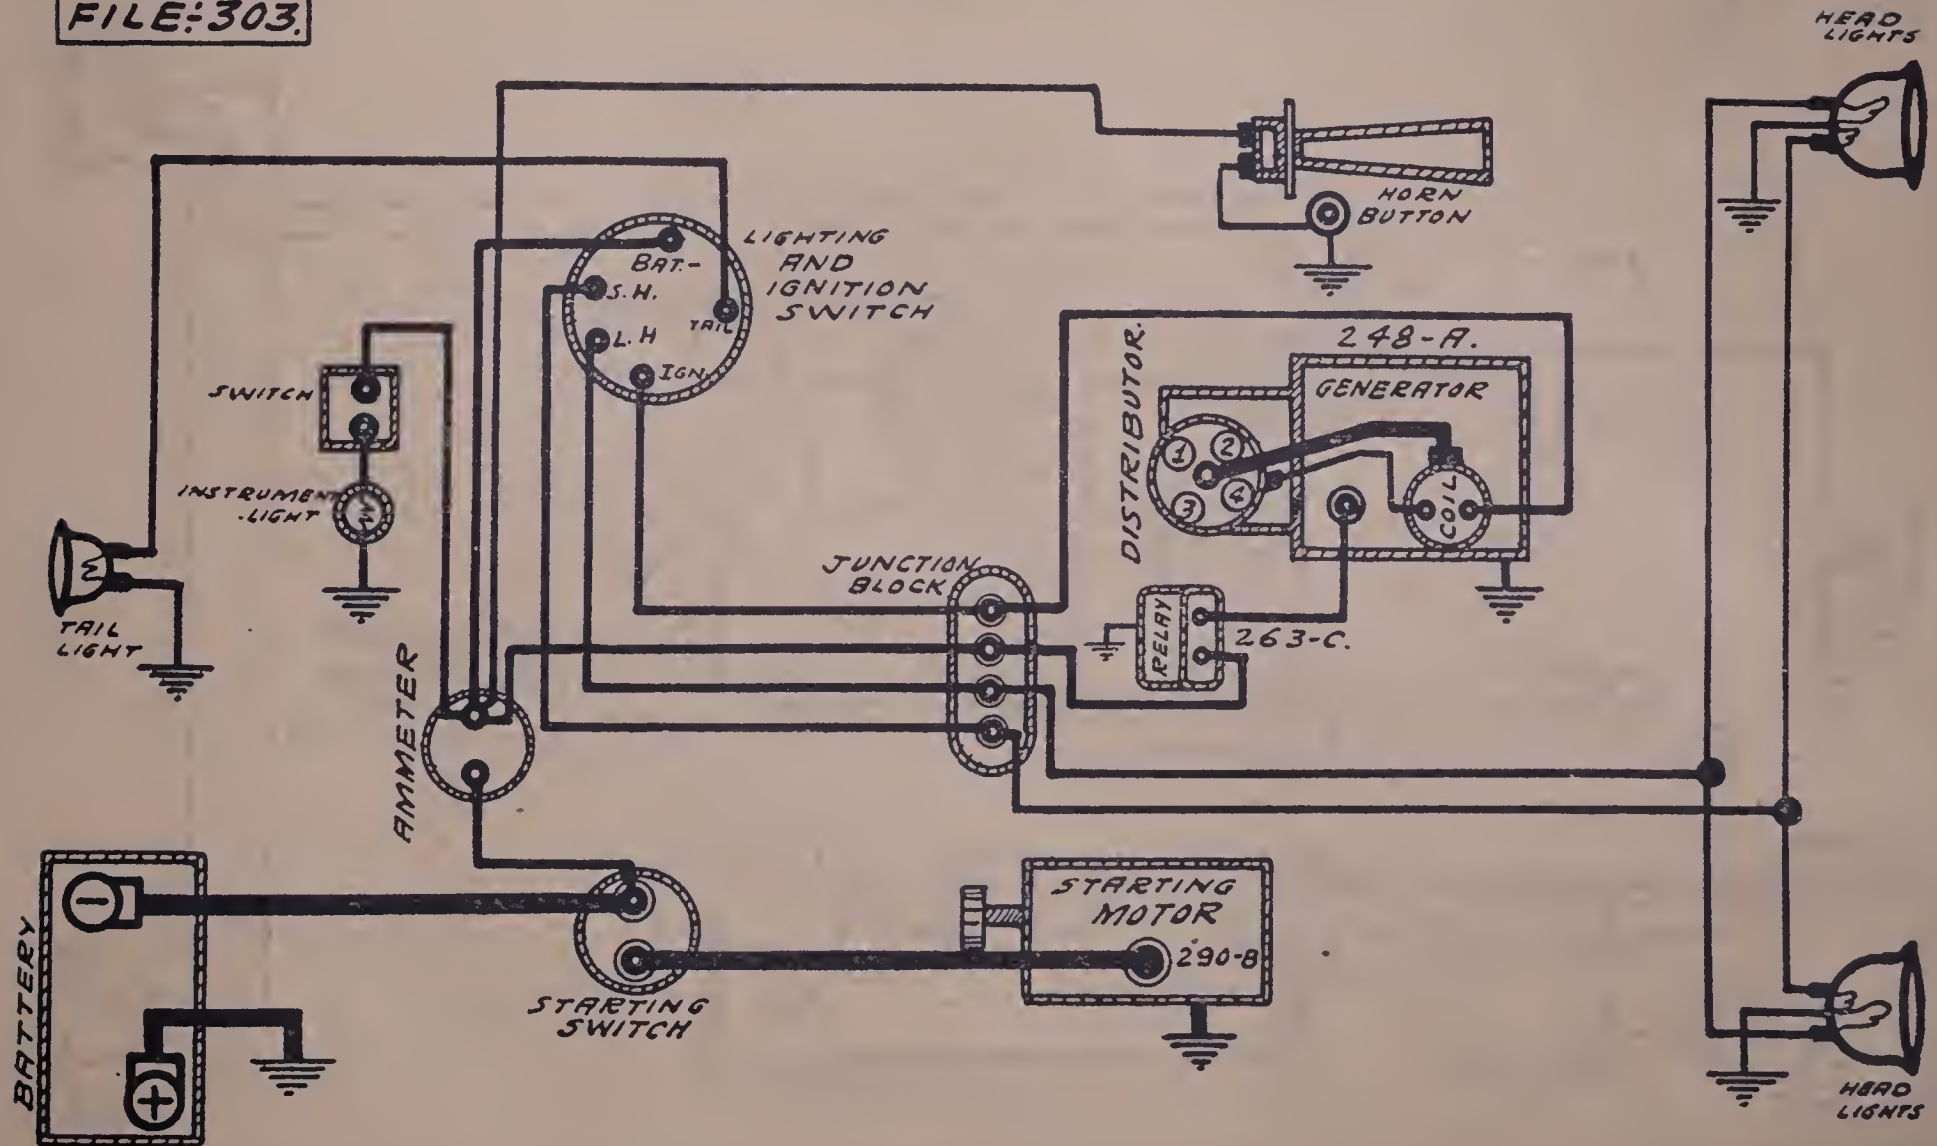 FILE÷303.
HEAD
LIGHTS
HORN
BUTTON
LIGHTING
AND
IGNITION
SWITCH
BAT.-
S.H.
L.H
TAIL
IGN.
SWITCH
INSTRUMENT
-LIGHT
TAIL
LIGHT
DISTRIBUTOR.
248-A.
GENERATOR
1
2
3
4
COIL
JUNCTION
BLOCK
RELAY
263-C.
AMMETER
BATTERY
-
+
STARTING
SWITCH
STARTING
MOTOR
290-B
HEAD
LIGHTS